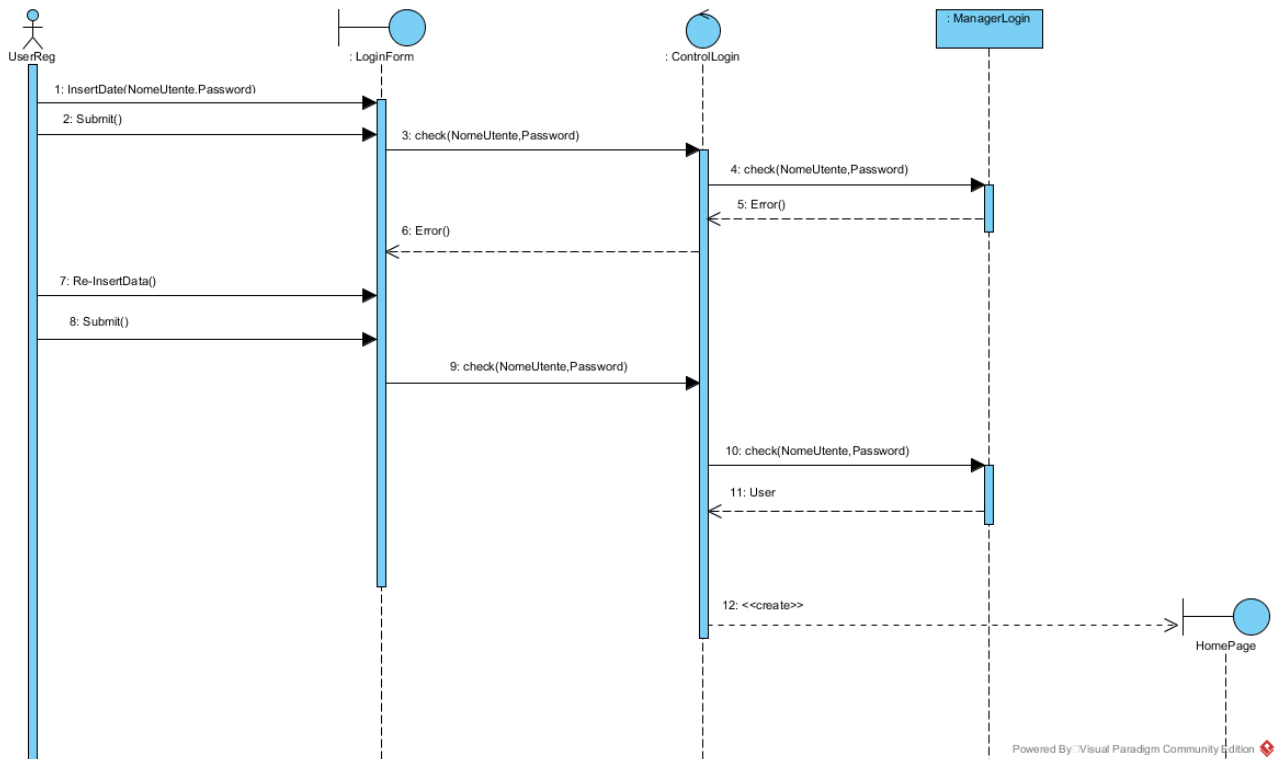 : ManagerLogin
UserReg
: LoginForm
: ControlLogin
1: InsertDate(NomeUtente,Password)
2: Submit()
3: check(NomeUtente,Password)
4: check(NomeUtente,Password)
5: Error()
6: Error()
7: Re-InsertData()
8: Submit()
9: check(NomeUtente,Password)
10: check(NomeUtente,Password)
11: User
12: <<create>>
HomePage
Powered By Visual Paradigm Community Edition